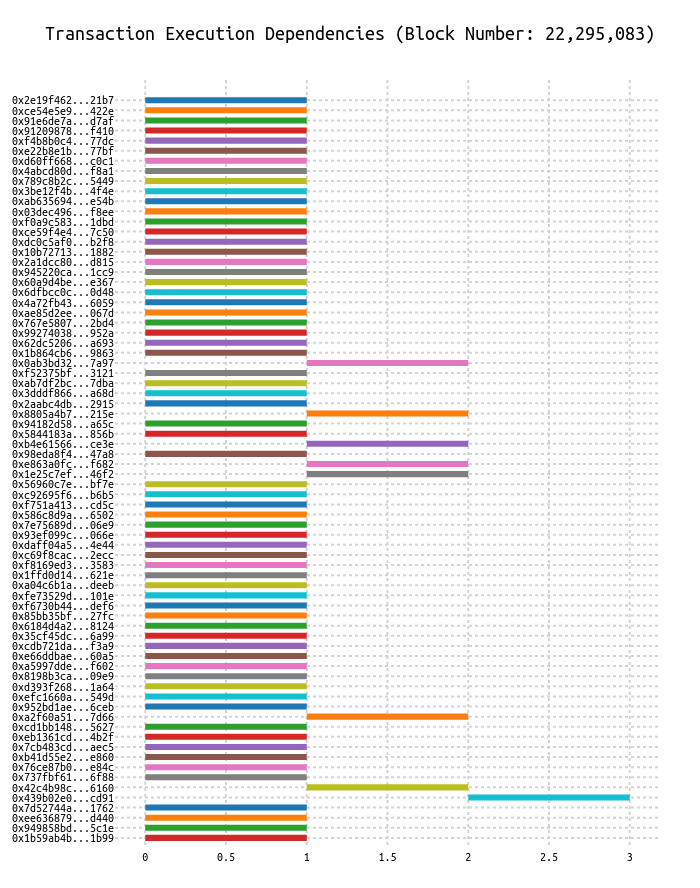 Transaction Execution Dependencies (Block Number: 22,295,083)
0x2e19f462...21b7
0xce54e5e9...422e
0x91e6de7a...d7af
0x91209878...f410
0xf4b8b0c4...77dc
0xe22b8e1b...77bf
0xd60ff668...c0c1
0x4abcd80d...f8a1
0x789c8b2c...5449
0x3be12f4b...4f4e
0xab635694...e54b
0x03dec496...f8ee
0xf0a9c583...1dbd
0xce59f4e4...7c50
0xdc0c5af0...b2f8
0x10b72713...1882
0x2a1dcc80...d815
0x945220ca...1cc9
0x60a9d4be...e367
0x6dfbcc0c...0d48
0x4a72fb43...6059
0xae85d2ee...067d
0x767e5807...2bd4
0x99274038...952a
0x62dc5206...a693
0x1b864cb6...9863
0x0ab3bd32...7a97
0xf52375bf...3121
0xab7df2bc...7dba
0x3dddf866...a68d
0x2aabc4db...2915
0x8805a4b7...215e
0x94182d58...a65c
0x5844183a...856b
0xb4e61566...ce3e
0x98eda8f4...47a8
0xe863a0fc...f682
0x1e25c7ef...46f2
0x56960c7e...bf7e
0xc92695f6...b6b5
0xf751a413...cd5c
0x586c8d9a...6502
0x7e75689d...06e9
0x93ef099c...066e
0xdaff04a5...4e44
0xc69f8cac...2ecc
0xf8169ed3...3583
0x1ffd0d14...621e
0xa04c6b1a...deeb
0xfe73529d...101e
0xf6730b44...def6
0x85bb35bf...27fc
0x6184d4a2...8124
0x35cf45dc...6a99
0xcdb721da...f3a9
0xe66ddbae...60a5
0xa5997dde...f602
0x8198b3ca...09e9
0xd393f268...1a64
0xefc1660a...549d
0x952bd1ae...6ceb
0xa2f60a51...7d66
0xcd1bb148...5627
0xeb1361cd...4b2f
0x7cb483cd...aec5
0xb41d55e2...e860
0x76ce87b0...e84c
0x737fbf61...6f88
0x42c4b98c...6160
0x439b02e0...cd91
0x7d52744a...1762
0xee636879...d440
0x949858bd...5c1e
0x1b59ab4b...1b99
0 0.5 1 1.5 2 2.5 3